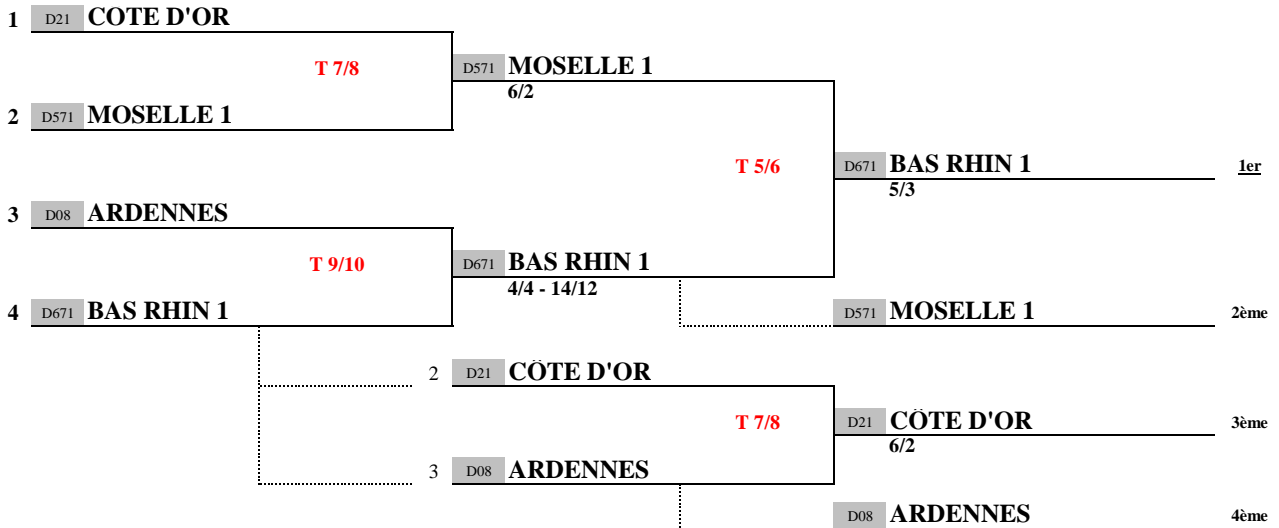 1 D21 COTE D'OR
T 7/8 D571 MOSELLE 1
6/2
2 D571 MOSELLE 1
T 5/6 D671 BAS RHIN 1 1er
5/3
3 D08 ARDENNES
T 9/10 D671 BAS RHIN 1
4/4 - 14/12
4 D671 BAS RHIN 1 D571 MOSELLE 1 2ème
2 D21 CÔTE D'OR
T 7/8 D21 CÔTE D'OR 3ème
6/2
3 D08 ARDENNES
D08 ARDENNES 4ème